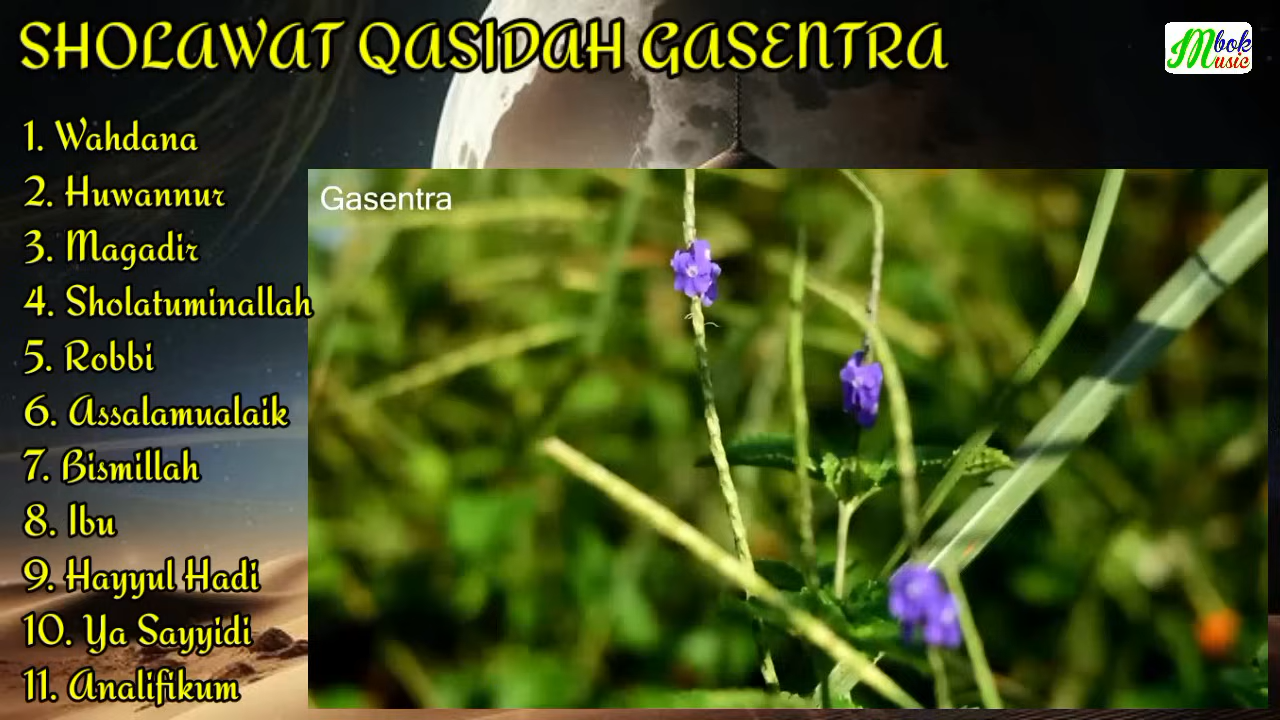 SHOLAWAT QASIDAH GASENTRA
Mbok
Music
1. Wahdana
2. Huwannur
3. Magadir
4. Sholatuminallah
5. Robbi
6. Assalamualaik
7. Bismillah
8. Ibu
9. Hayyul Hadi
10. Ya Sayyidi
11. Analifikum
Gasentra